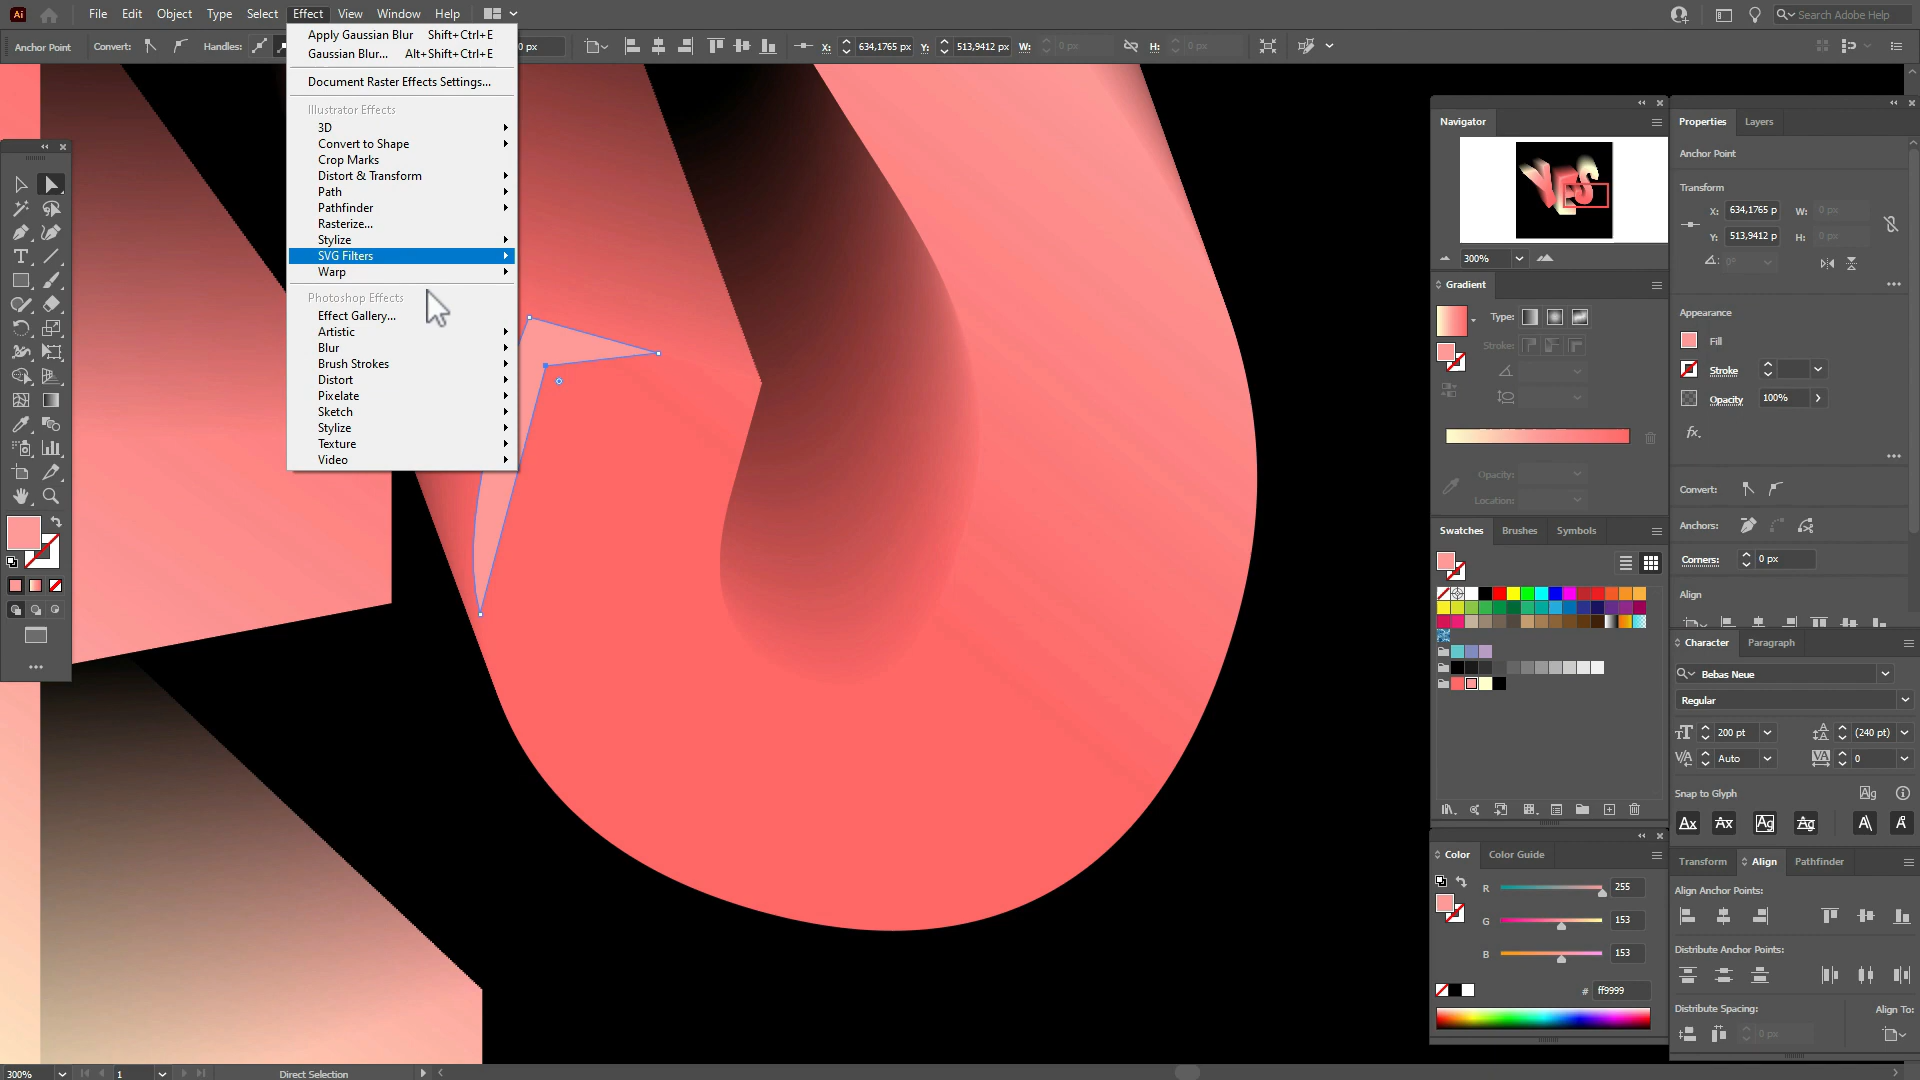 Ai File Edit Object Type Select Effect View Window Help Search Adobe Help
Anchor Point Convert: Handles: 0 px X: 634,1765 px Y: 513,9412 px W: 0 px H: 0 px
Apply Gaussian Blur Shift+Ctrl+E
Gaussian Blur... Alt+Shift+Ctrl+E
Document Raster Effects Settings...
Illustrator Effects
3D
Convert to Shape
Crop Marks
Distort & Transform
Path
Pathfinder
Rasterize...
Stylize
SVG Filters
Warp
Photoshop Effects
Effect Gallery...
Artistic
Blur
Brush Strokes
Distort
Pixelate
Sketch
Stylize
Texture
Video
Navigator
300%
Gradient
Type:
Stroke:
Opacity:
Location:
Swatches Brushes Symbols
Color Color Guide
R 255
G 153
B 153
# ff9999
Properties Layers
Anchor Point
Transform
X: 634,1765 p W: 0 px
Y: 513,9412 p H: 0 px
0°
Appearance
Fill
Stroke
Opacity 100%
fx.
Convert:
Anchors:
Corners: 0 px
Align
Character Paragraph
Bebas Neue
Regular
200 pt (240 pt)
Auto 0
Snap to Glyph
Transform Align Pathfinder
Align Anchor Points:
Distribute Anchor Points:
Distribute Spacing: Align To:
0 px
300% 1 Direct Selection